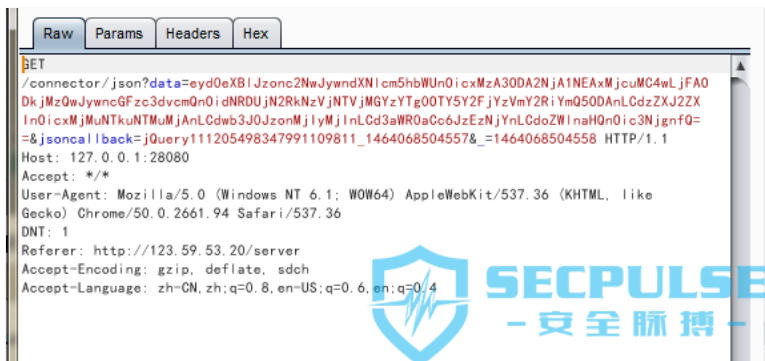 Raw Params Headers Hex
GET
/connector/json?data=eyd0eXBlJzonc2NwJywndXNlcm5hbWUnOicxMzA3ODA2NjA1NEAxMjcuMC4wLjFAO
DkjMzQwJywncGFzc3dvcmQnOidNRDUjN2RkNzVjNTVjMGYzYTg0OTY5Y2FjYzVmY2RiYmQ5ODAnLCdzZXJ2ZX
InOicxMjMuNTkuNTMuMjAnLCdwb3J0JzonMjIyMjInLCd3aWR0aCc6JzEzNjYnLCdoZWlnaHQnOic3NjgnfQ=
=&jsoncallback=jQuery111205498347991109811_1464068504557&_=1464068504558 HTTP/1.1
Host: 127.0.0.1:28080
Accept: */*
User-Agent: Mozilla/5.0 (Windows NT 6.1; WOW64) AppleWebKit/537.36 (KHTML, like
Gecko) Chrome/50.0.2661.94 Safari/537.36
DNT: 1
Referer: http://123.59.53.20/server
Accept-Encoding: gzip, deflate, sdch
Accept-Language: zh-CN,zh;q=0.8,en-US;q=0.6,en;q=0.4
SECPULSE
安全脉搏